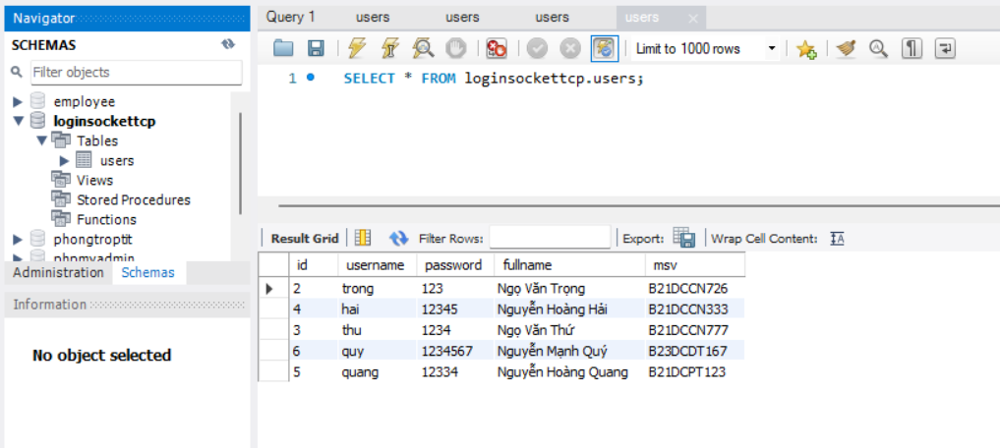 Navigator
SCHEMAS
Filter objects
employee
loginsockettcp
Tables
users
Views
Stored Procedures
Functions
phongtroptit
phpmyadmin
Administration Schemas
Information
No object selected
Query 1 users users users users
Limit to 1000 rows
1 SELECT * FROM loginsockettcp.users;
Result Grid Filter Rows: Export: Wrap Cell Content:
id username password fullname msv
2 trong 123 Ngọ Văn Trọng B21DCCN726
4 hai 12345 Nguyễn Hoàng Hải B21DCCN333
3 thu 1234 Ngọ Văn Thứ B21DCCN777
6 quy 1234567 Nguyễn Mạnh Quý B23DCDT167
5 quang 12334 Nguyễn Hoàng Quang B21DCPT123